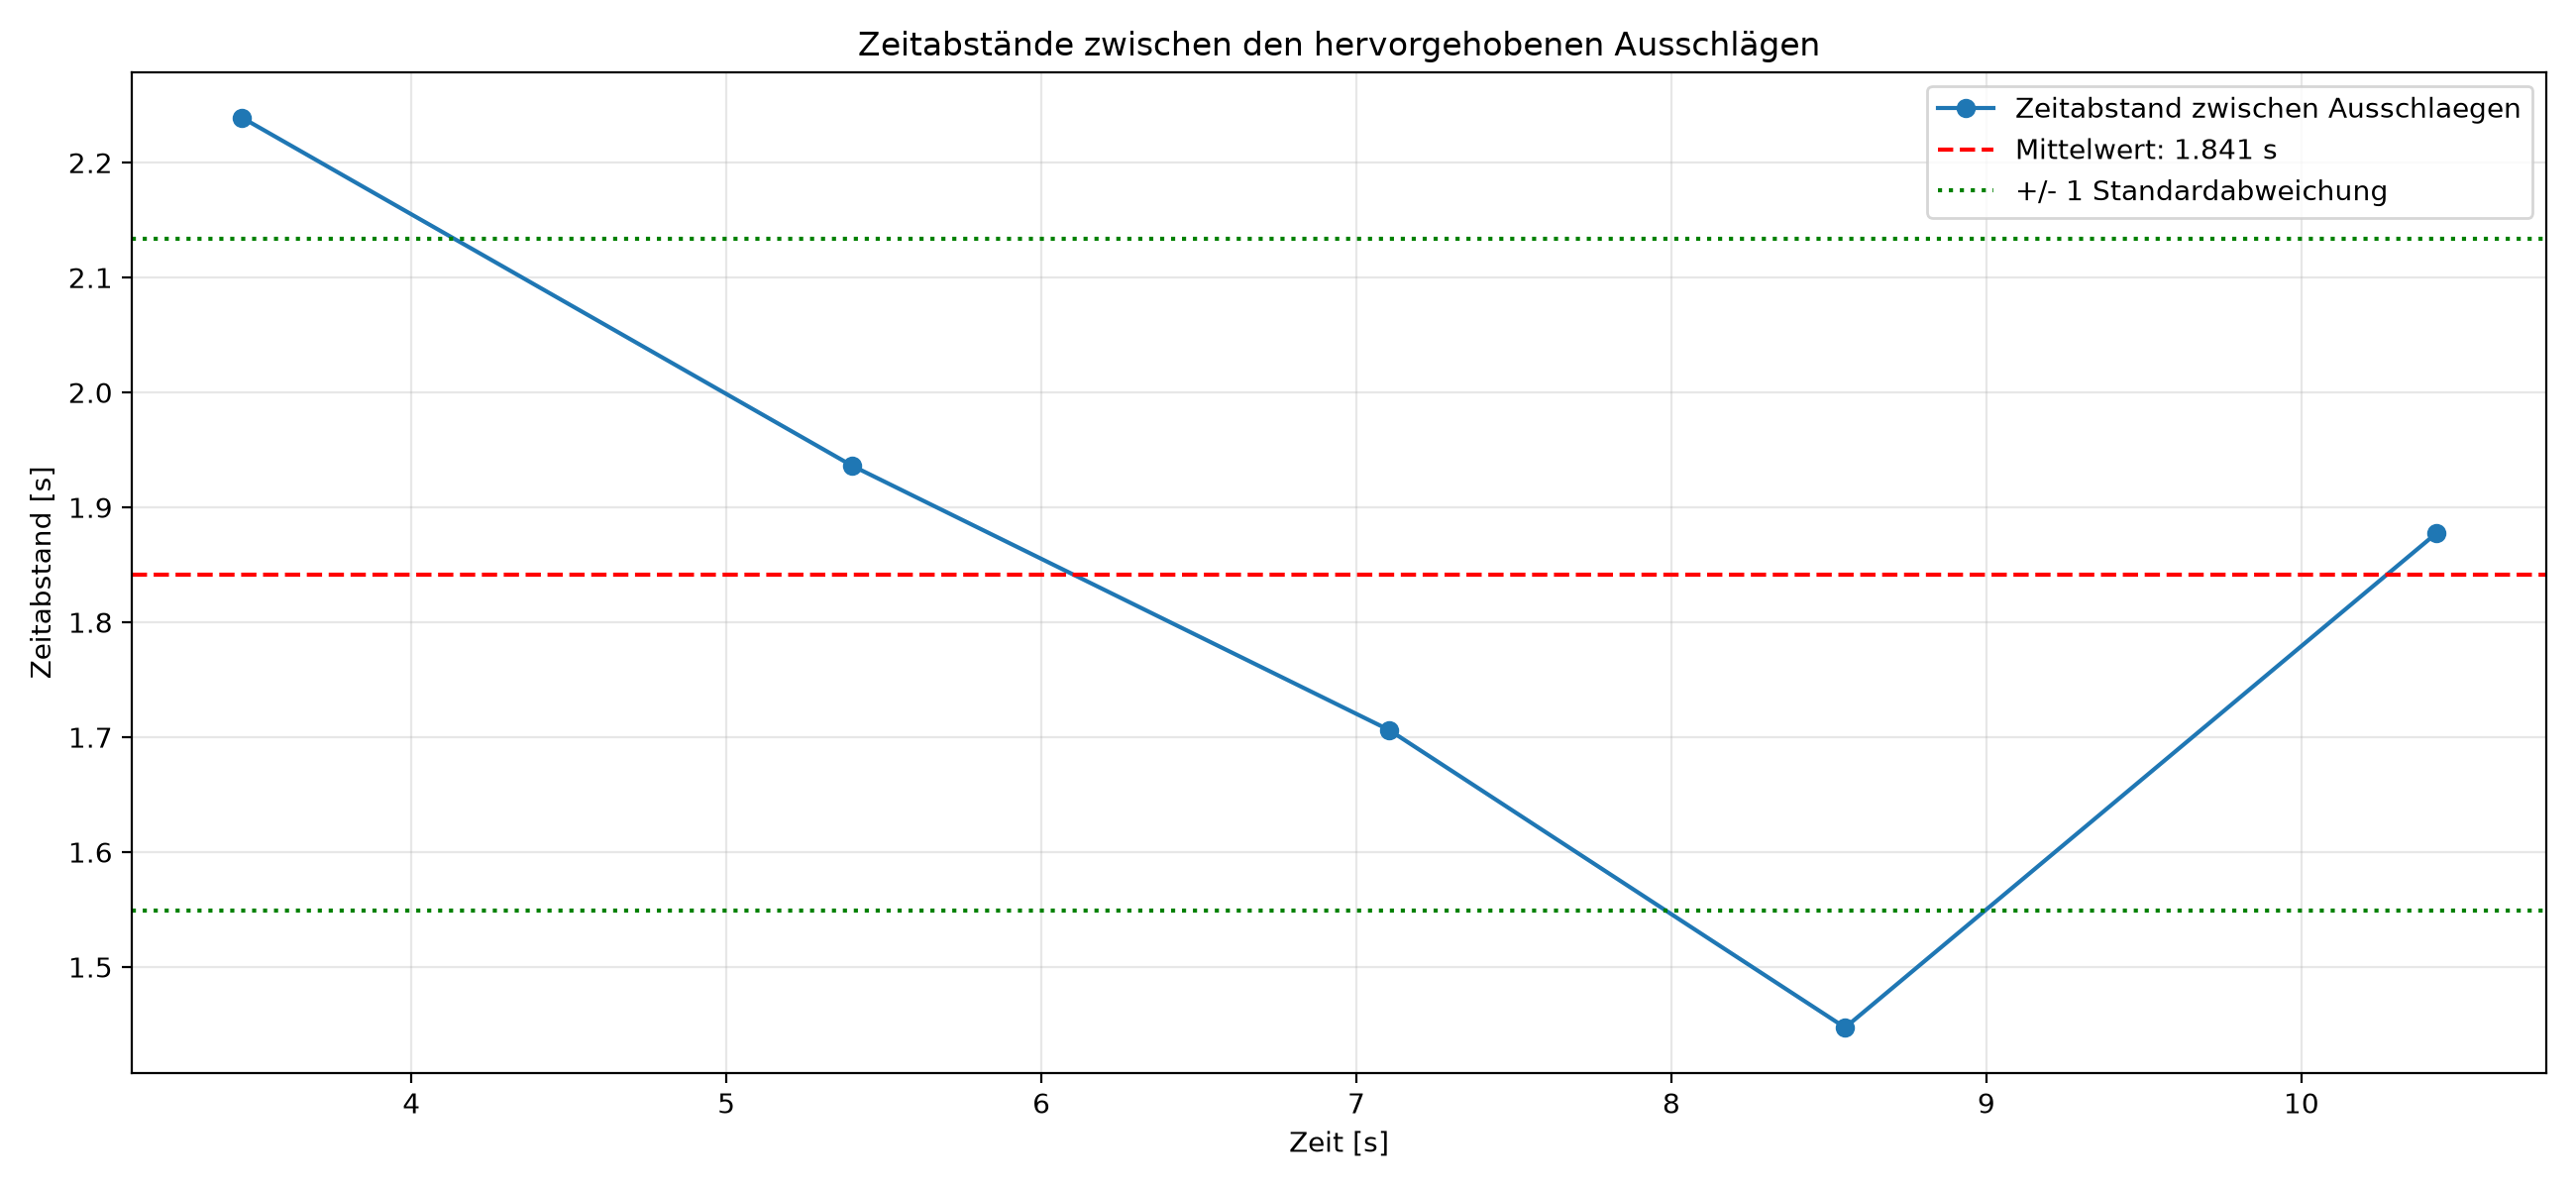 Zeitabstände zwischen den hervorgehobenen Ausschlägen
Zeitabstand zwischen Ausschlaegen
Mittelwert: 1.841 s
+/- 1 Standardabweichung
Zeitabstand [s]
2.2
2.1
2.0
1.9
1.8
1.7
1.6
1.5
4 5 6 7 8 9 10
Zeit [s]